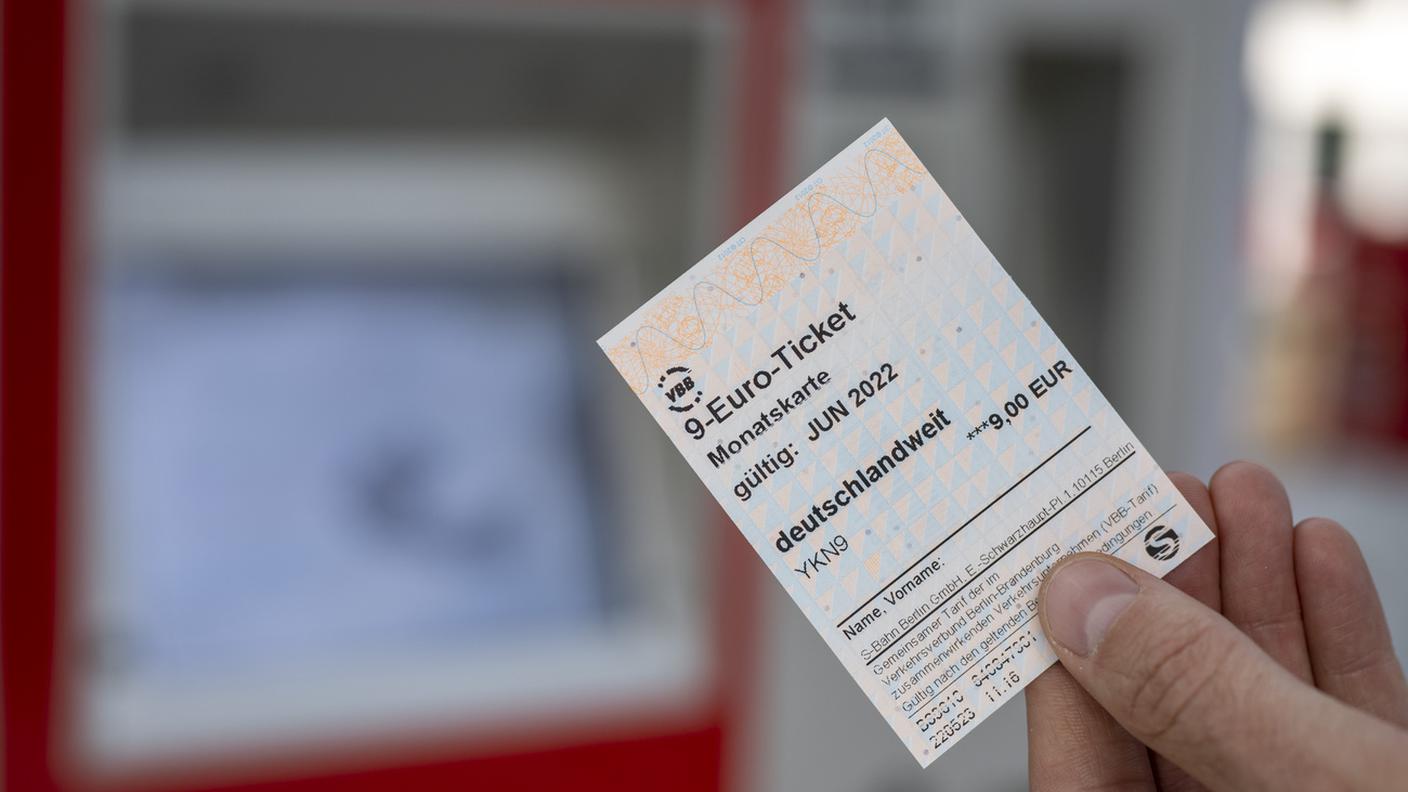 VBB
9-Euro-Ticket
Monatskarte
gültig: JUN 2022
deutschlandweit
***9,00 EUR
YKN9
Name, Vorname:
S-Bahn Berlin GmbH, E.-Schwarzhaupt-Pl 1,10115 Berlin
Gemeinsamer Tarif der im
Verkehrsverbund Berlin-Brandenburg
zusammenwirkenden Verkehrsunternehmen (VBB-Tarif)
Gültig nach den geltenden
S
220523 11.16